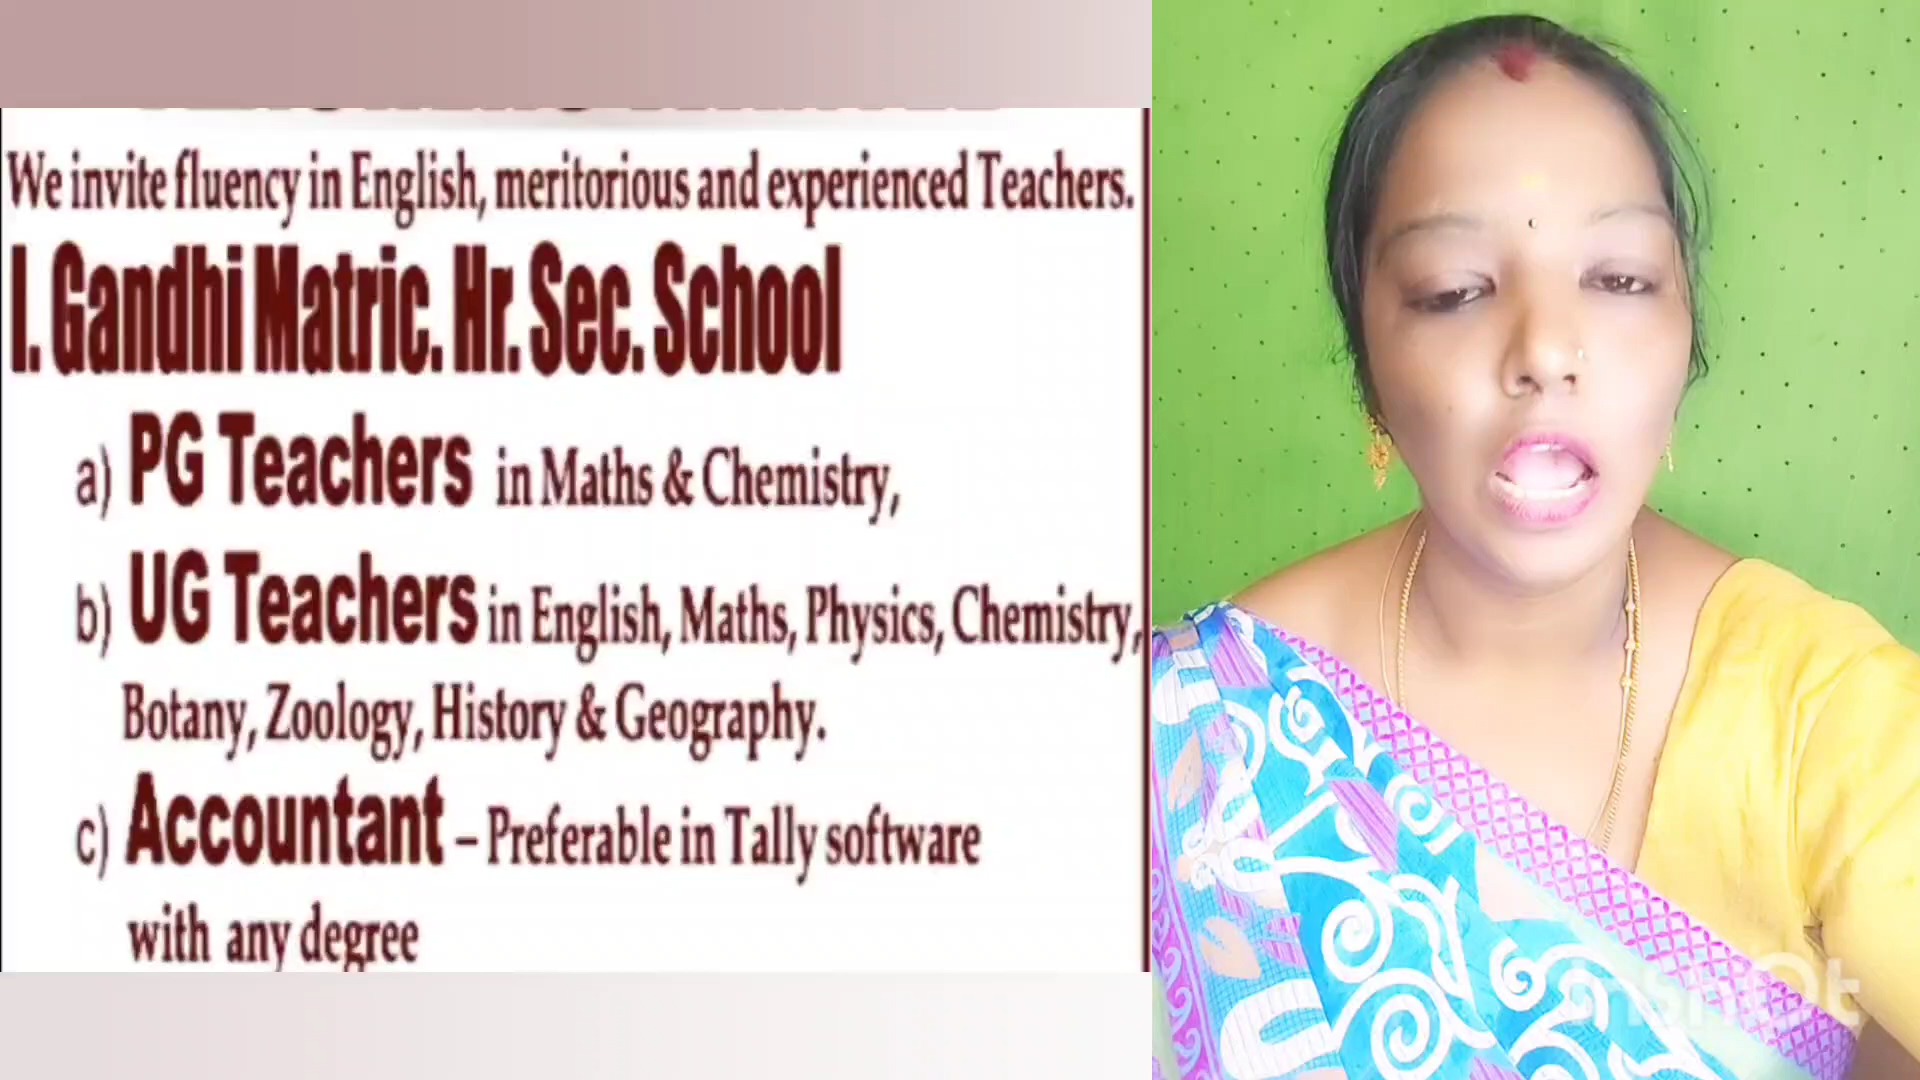 We invite fluency in English, meritorious and experienced Teachers.
I. Gandhi Matric. Hr. Sec. School
a) PG Teachers in Maths & Chemistry,
b) UG Teachers in English, Maths, Physics, Chemistry,
Botany, Zoology, History & Geography.
c) Accountant – Preferable in Tally software
with any degree